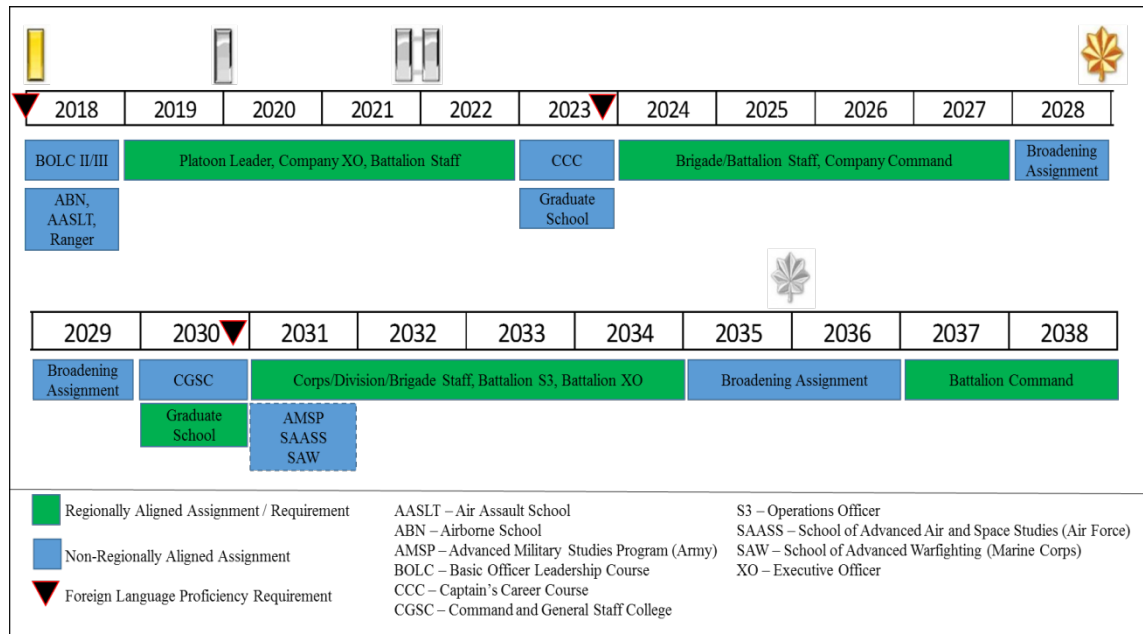 2018 2019 2020 2021 2022 2023 2024 2025 2026 2027 2028
BOLC II/III
Platoon Leader, Company XO, Battalion Staff
CCC
Brigade/Battalion Staff, Company Command
Broadening
Assignment
ABN,
AASLT,
Ranger
Graduate
School
2029 2030 2031 2032 2033 2034 2035 2036 2037 2038
Broadening
Assignment
CGSC
Corps/Division/Brigade Staff, Battalion S3, Battalion XO
Broadening Assignment
Battalion Command
Graduate
School
AMSP
SAASS
SAW
Regionally Aligned Assignment / Requirement
Non-Regionally Aligned Assignment
Foreign Language Proficiency Requirement
AASLT – Air Assault School
ABN – Airborne School
AMSP – Advanced Military Studies Program (Army)
BOLC – Basic Officer Leadership Course
CCC – Captain's Career Course
CGSC – Command and General Staff College
S3 – Operations Officer
SAASS – School of Advanced Air and Space Studies (Air Force)
SAW – School of Advanced Warfighting (Marine Corps)
XO – Executive Officer